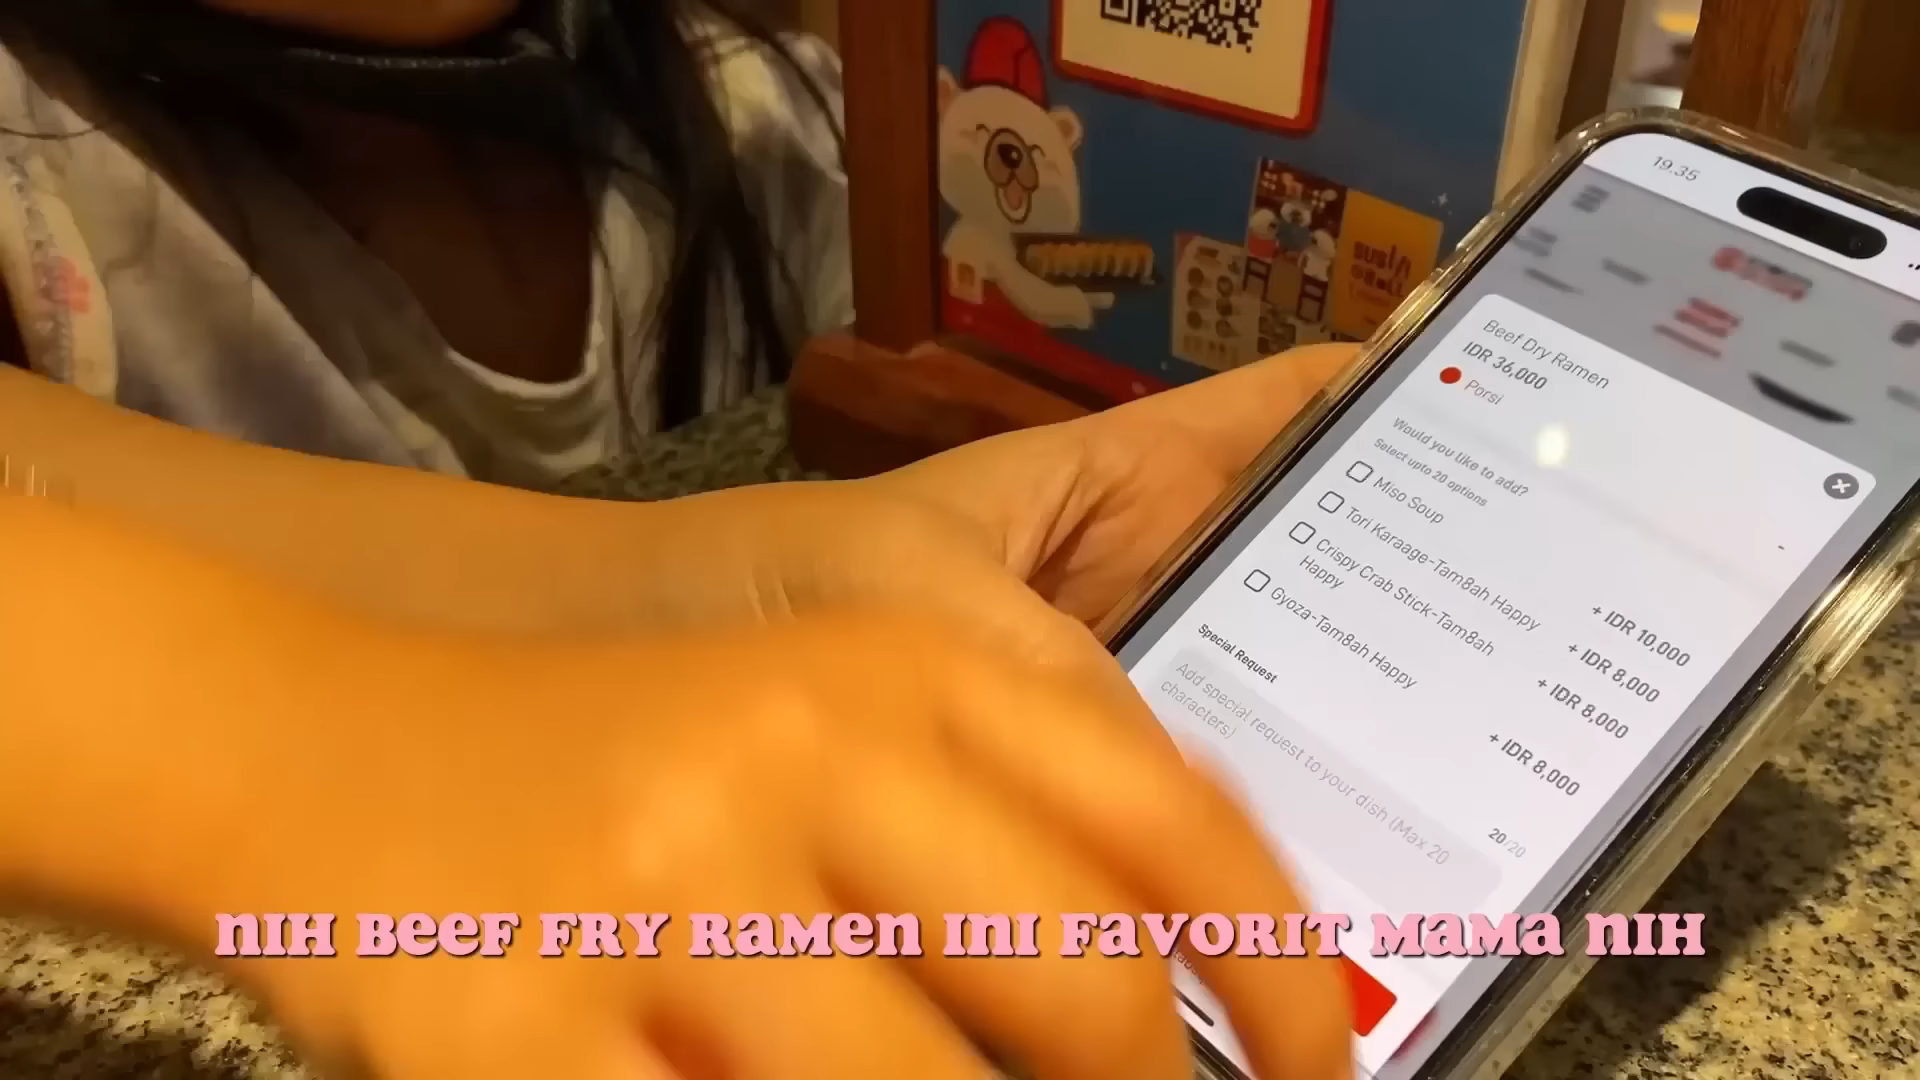 19.35
SUSHI
GROLL
Beef Dry Ramen
IDR 36,000
Porsi
Would you like to add?
Select upto 20 options
Miso Soup
+ IDR 10,000
Tori Karaage-Tam8ah Happy
+ IDR 8,000
Crispy Crab Stick-Tam8ah
Happy
+ IDR 8,000
Gyoza-Tam8ah Happy
+ IDR 8,000
Special Request
Add special request to your dish (Max 20
characters)
20/20
NIH BEEF FRY RAMEN INI FAVORIT MAMA NIH